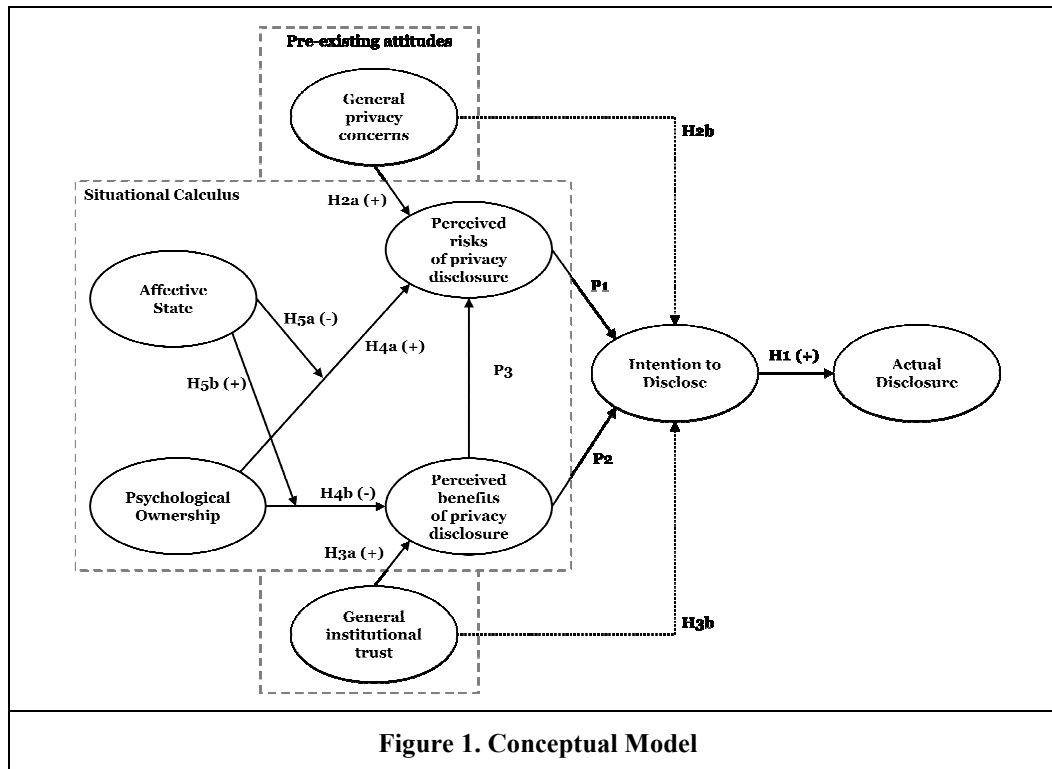 Pre-existing attitudes
General
privacy
concerns
H2b
H2a (+)
Situational Calculus
Perceived
risks
of privacy
disclosure
Affective
State
H5a (-)
P1
H4a (+)
H5b (+)
P3
Intention to
Disclose
H1 (+)
Actual
Disclosure
P2
Psychological
Ownership
H4b (-)
Perceived
benefits
of privacy
disclosure
H3a (+)
General
institutional
trust
H3b
Figure 1. Conceptual Model